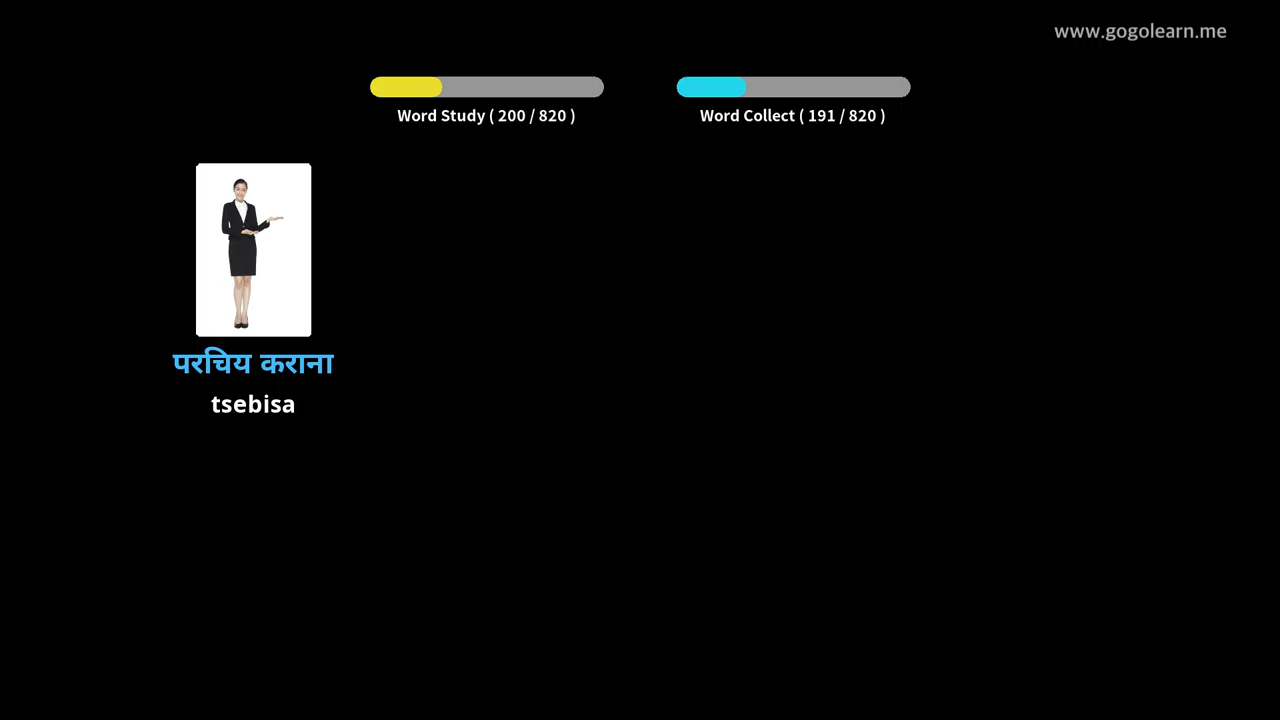 www.gogolearn.me
Word Study ( 200 / 820 )
Word Collect ( 191 / 820 )
परिचय कराना
tsebisa